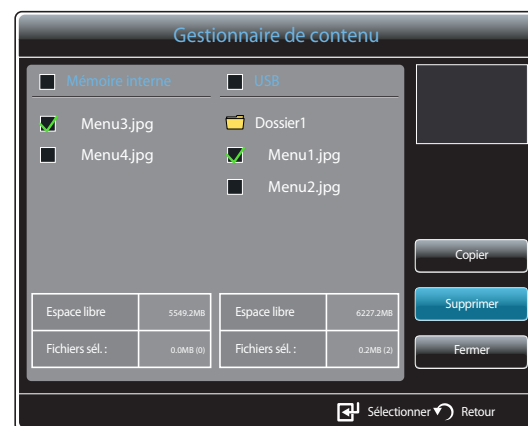 Gestionnaire de contenu
Mémoire interne
USB
Menu3.jpg
Dossier1
Menu4.jpg
Menu1.jpg
Menu2.jpg
Copier
Espace libre 5549.2MB
Espace libre 6227.2MB
Supprimer
Fichiers sél. : 0.0MB (0)
Fichiers sél. : 0.2MB (2)
Fermer
Sélectionner Retour